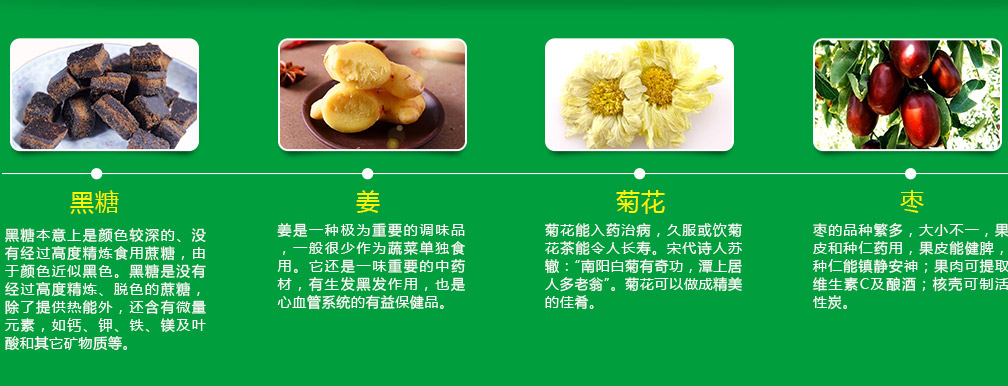 黑糖
黑糖本意上是颜色较深的、没
有经过高度精炼食用蔗糖，由
于颜色近似黑色。黑糖是没有
经过高度精炼、脱色的蔗糖，
除了提供热能外，还含有微量
元素，如钙、钾、铁、镁及叶
酸和其它矿物质等。
姜
姜是一种极为重要的调味品
，一般很少作为蔬菜单独食
用。它还是一味重要的中药
材，有生发黑发作用，也是
心血管系统的有益保健品。
菊花
菊花能入药治病，久服或饮菊
花茶能令人长寿。宋代诗人苏
辙："南阳白菊有奇功，潭上居
人多老翁"。菊花可以做成精美
的佳肴。
枣
枣的品种繁多，大小不一，果
皮和种仁药用，果皮能健脾，
种仁能镇静安神；果肉可提取
维生素C及酿酒；核壳可制活
性炭。